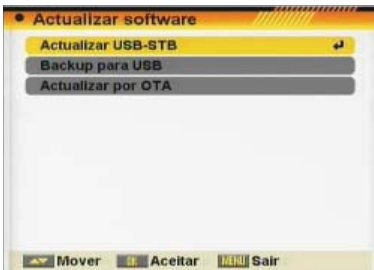 Actualizar software
Actualizar USB-STB
Backup para USB
Actualizar por OTA
Mover OK Aceitar MENU Sair